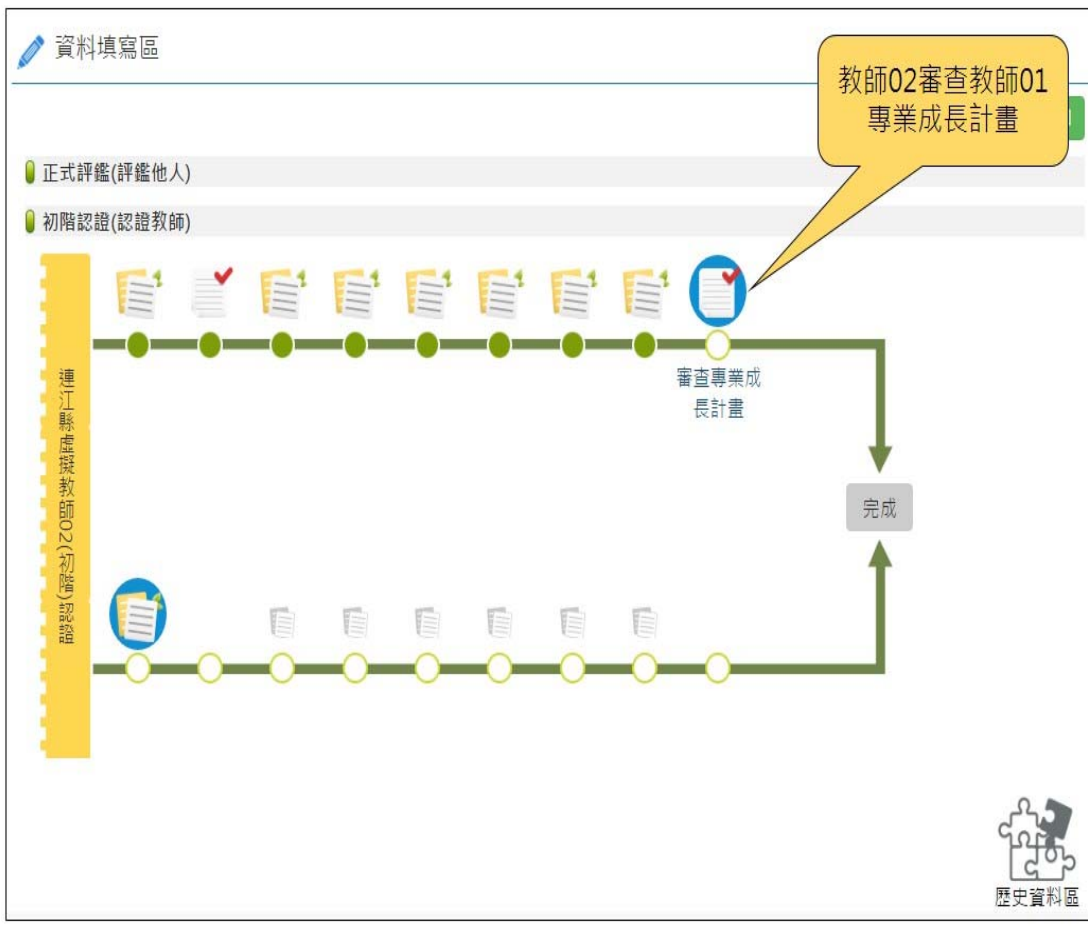 資料填寫區
教師02審查教師01
專業成長計畫
正式評鑑(評鑑他人)
初階認證(認證教師)
審查專業成
長計畫
連江縣虛擬教師02(初階)認證
完成
歷史資料區